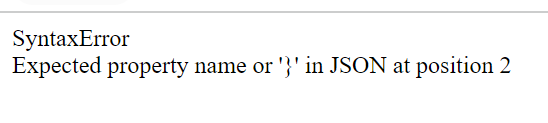 SyntaxError
Expected property name or '}' in JSON at position 2